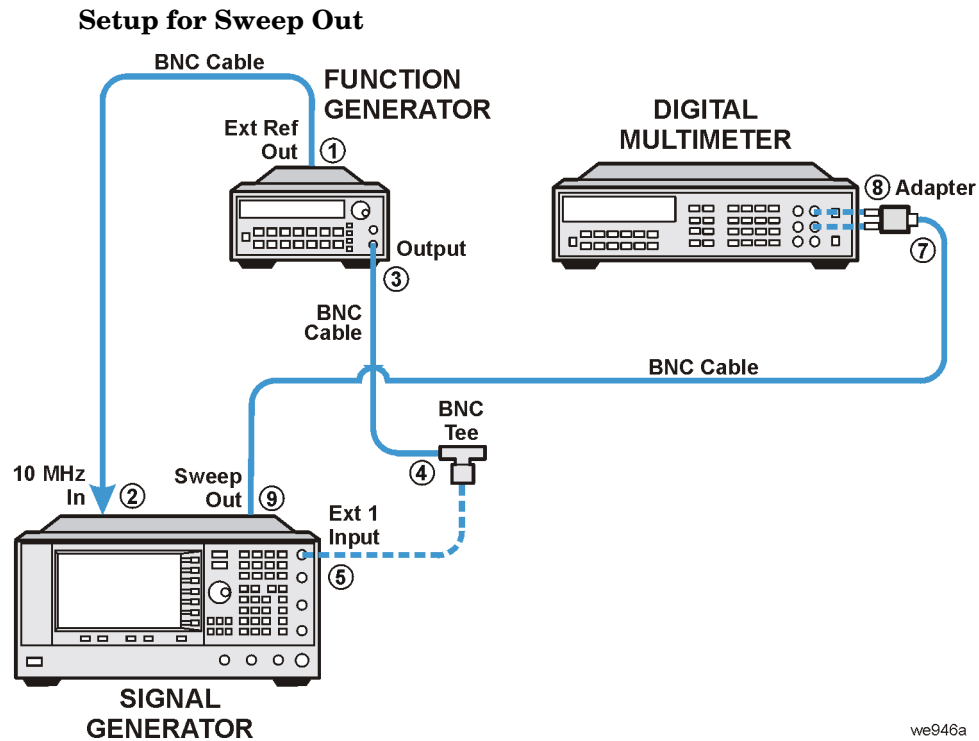 Setup for Sweep Out
BNC Cable
FUNCTION
GENERATOR
Ext Ref
Out
1
DIGITAL
MULTIMETER
8 Adapter
7
Output
3
BNC
Cable
BNC Cable
BNC
Tee
4
10 MHz
In
2
Sweep
Out
9
Ext 1
Input
5
SIGNAL
GENERATOR
we946a